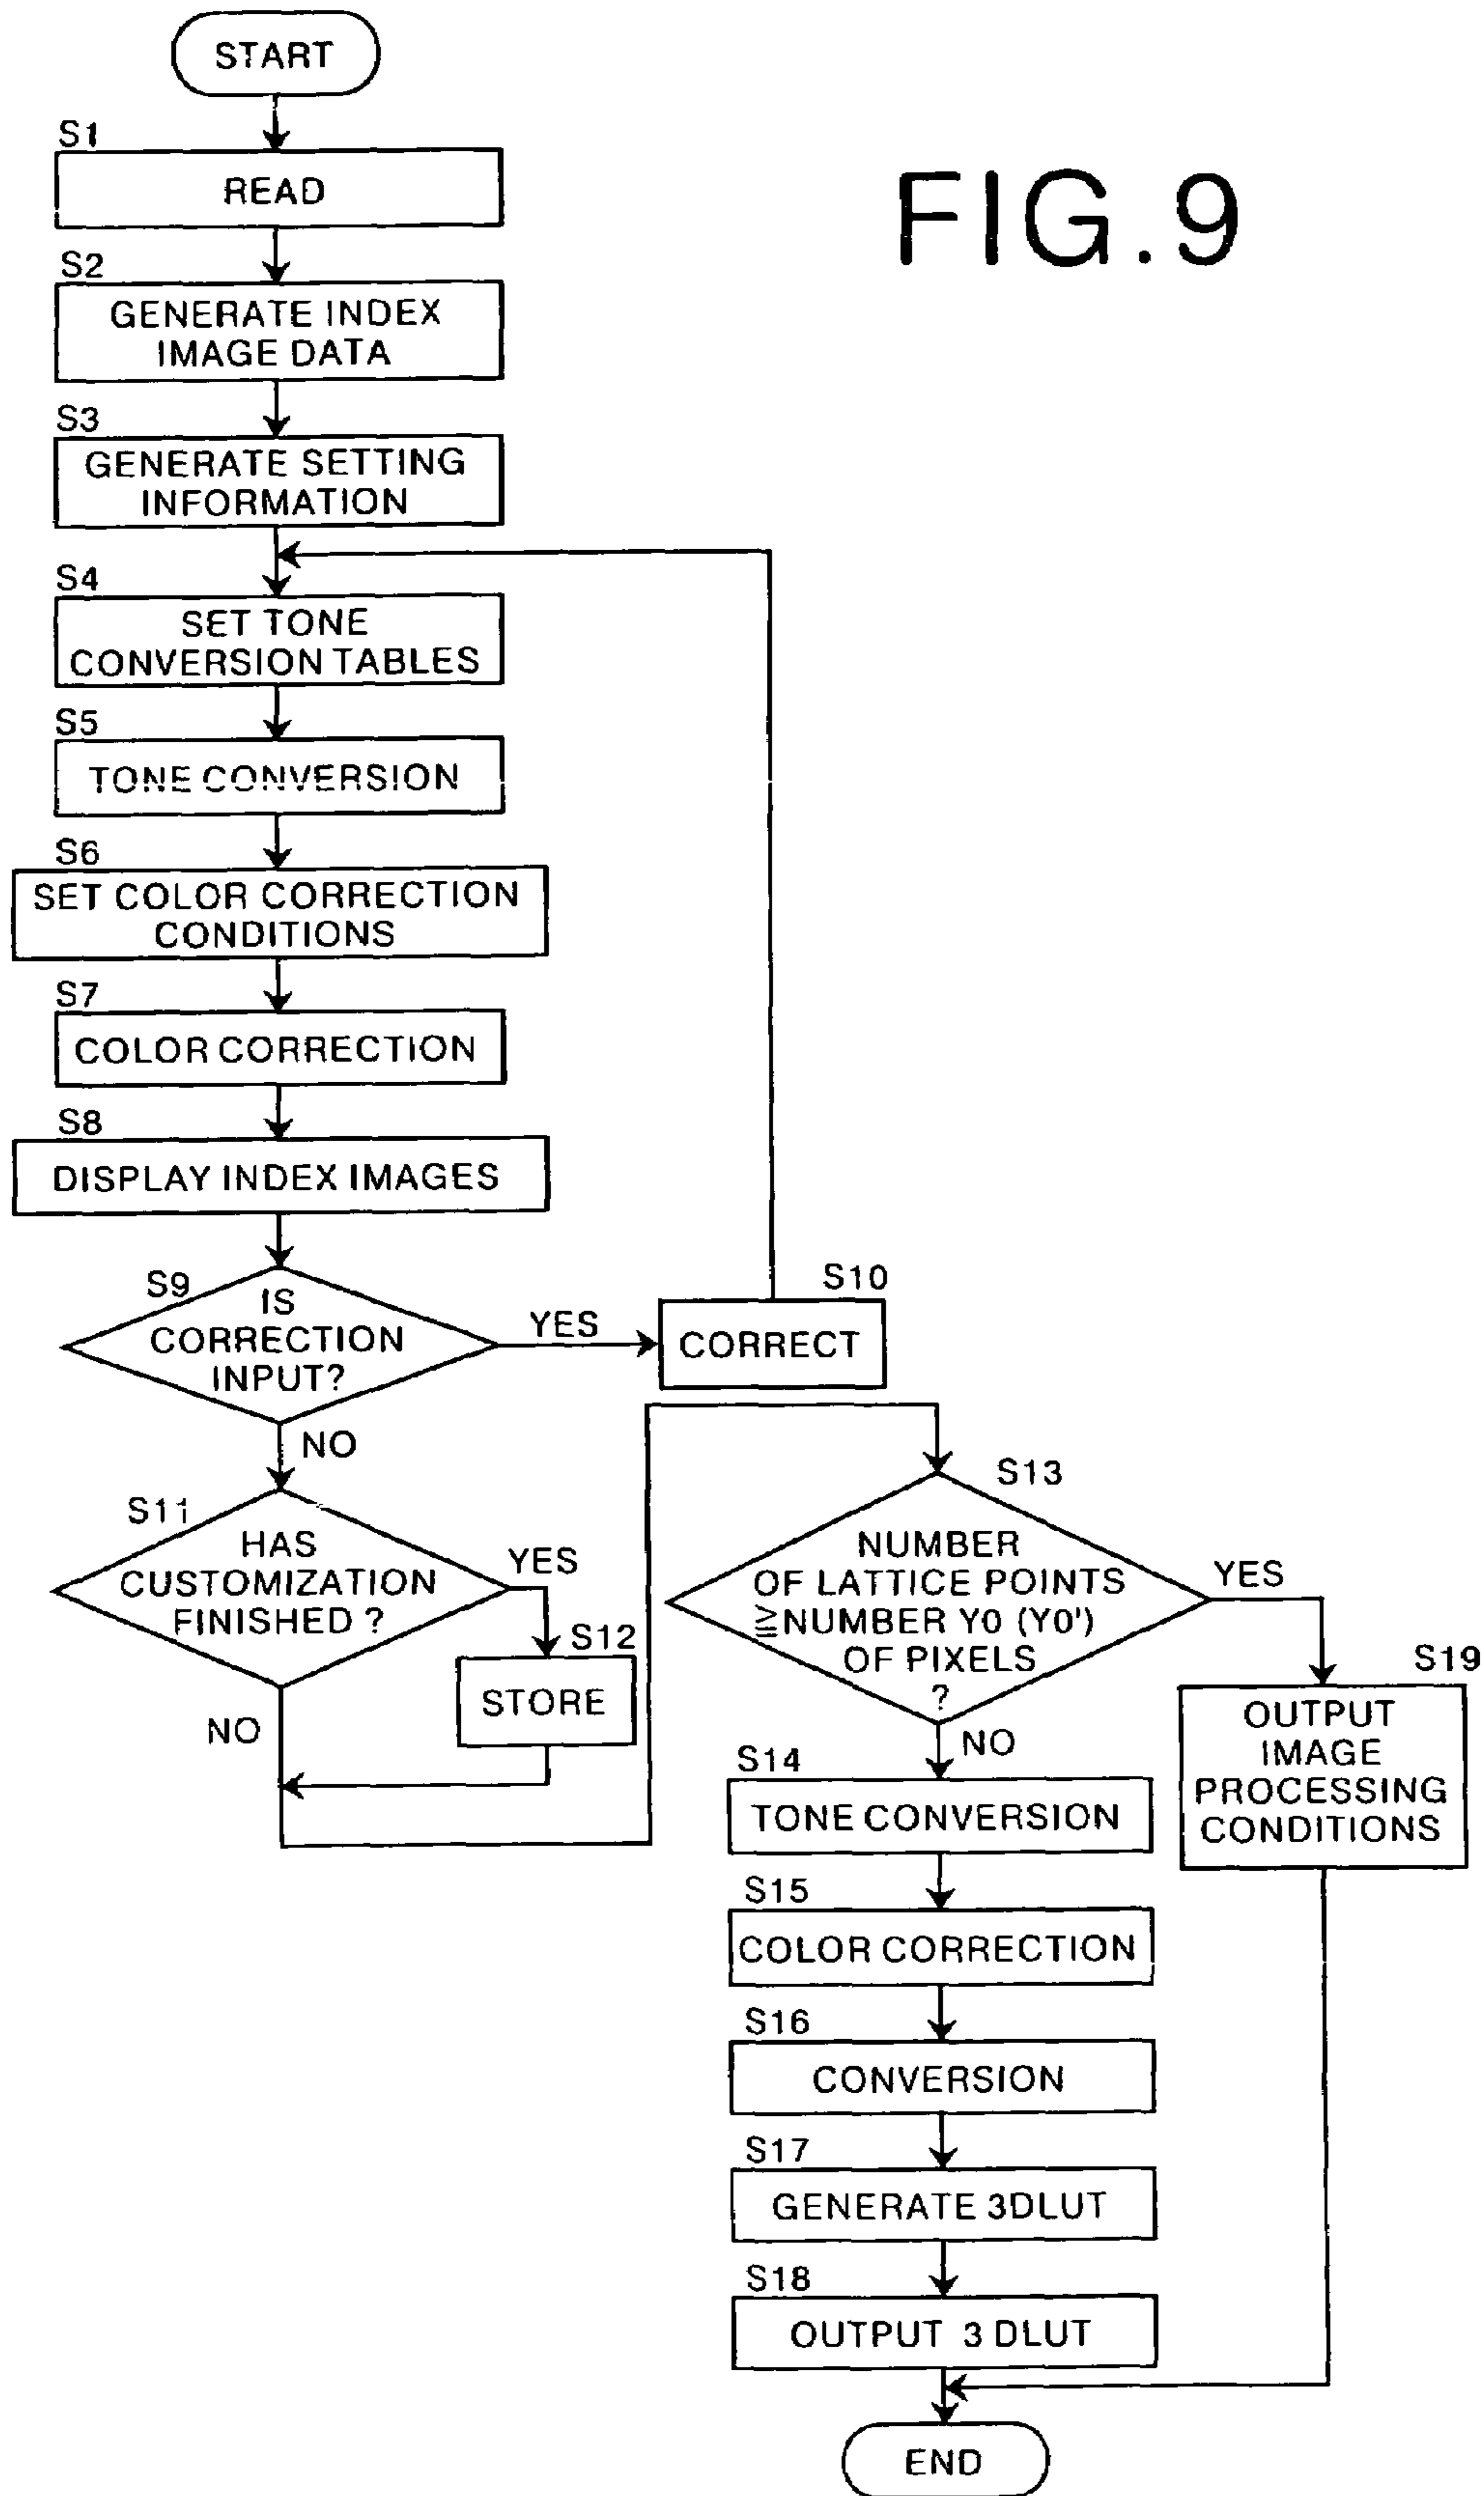 FIG.9
START
S1
READ
S2
GENERATE INDEX
IMAGE DATA
S3
GENERATE SETTING
INFORMATION
S4
SET TONE
CONVERSION TABLES
S5
TONE CONVERSION
S6
SET COLOR CORRECTION
CONDITIONS
S7
COLOR CORRECTION
S8
DISPLAY INDEX IMAGES
S9
IS
CORRECTION
INPUT?
YES
S10
CORRECT
NO
S11
HAS
CUSTOMIZATION
FINISHED ?
YES
S12
STORE
NO
S13
NUMBER
OF LATTICE POINTS
≧NUMBER Y0 (Y0')
OF PIXELS
?
YES
S19
OUTPUT
IMAGE
PROCESSING
CONDITIONS
NO
S14
TONE CONVERSION
S15
COLOR CORRECTION
S16
CONVERSION
S17
GENERATE 3DLUT
S18
OUTPUT 3 DLUT
END